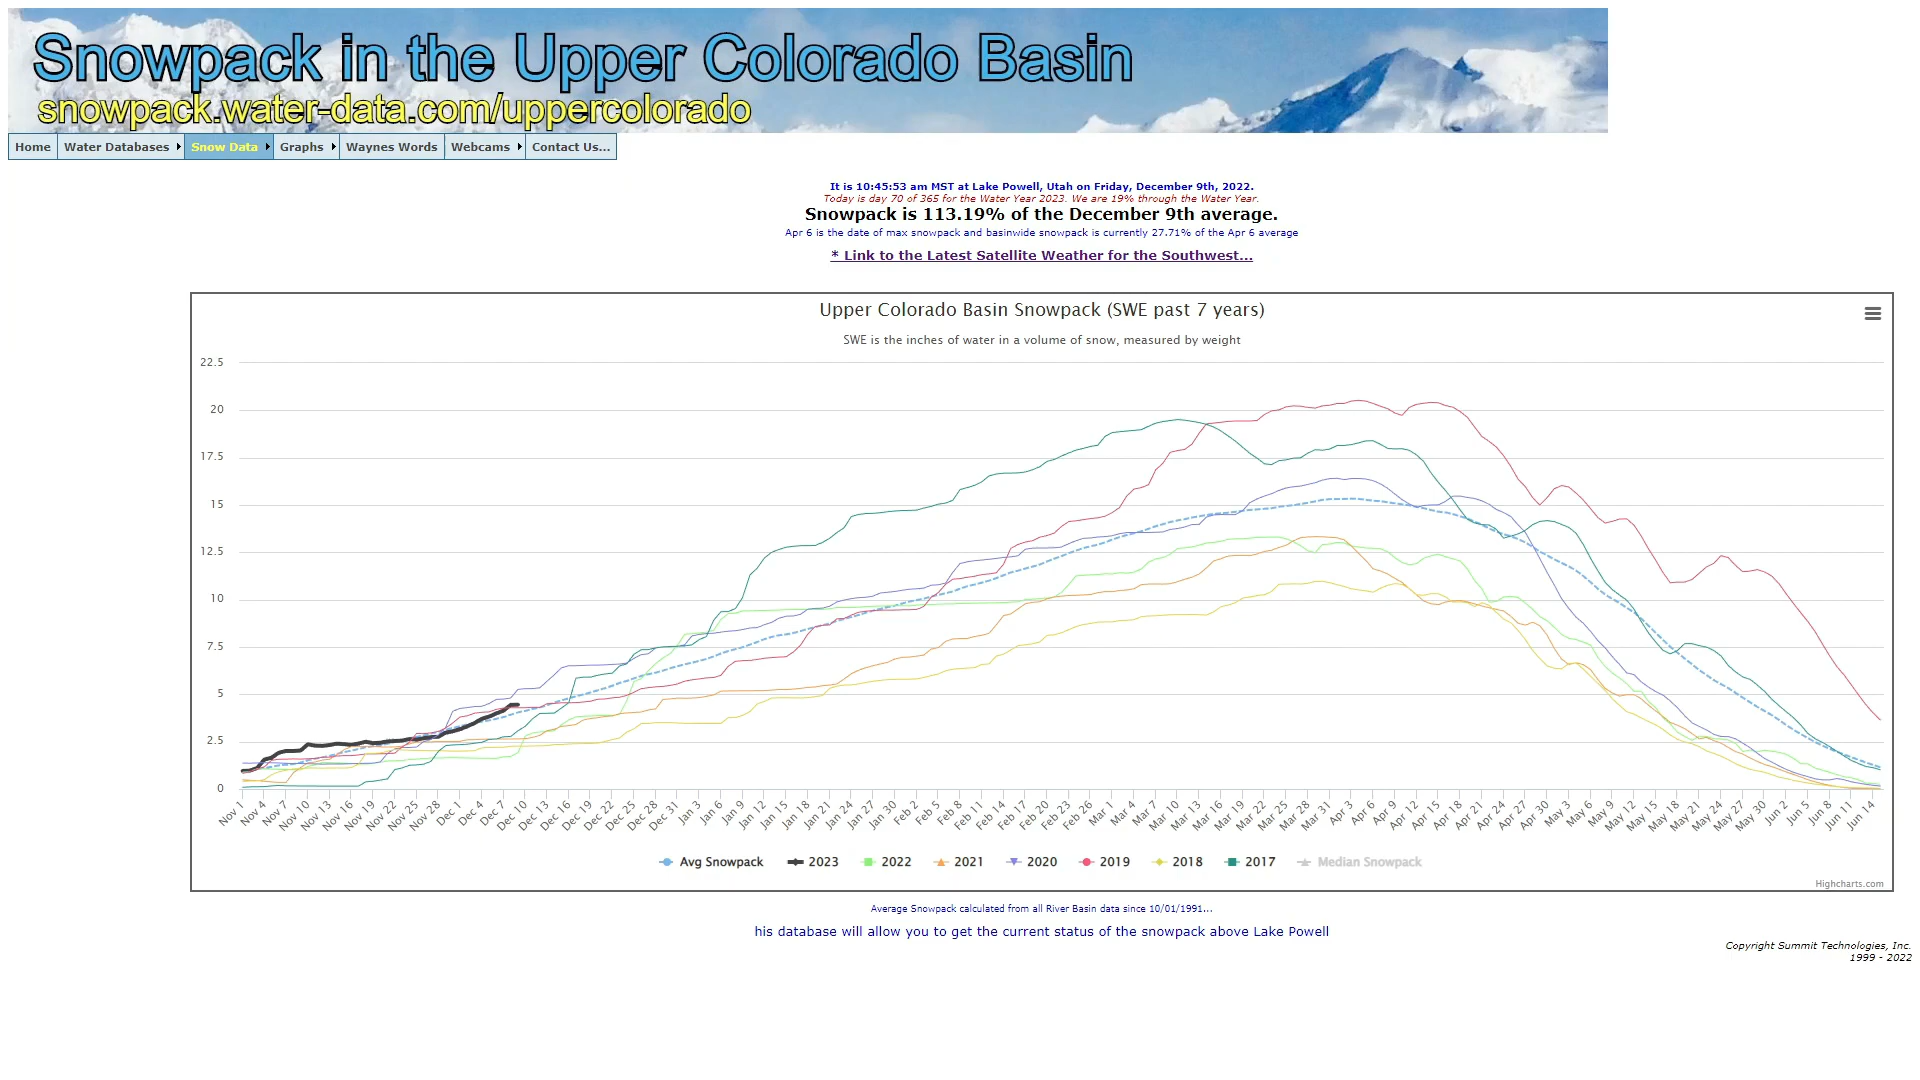 Snowpack in the Upper Colorado Basin
snowpack.water-data.com/uppercolorado
Home Water Databases Snow Data Graphs Waynes Words Webcams Contact Us...
It is 10:45:53 am MST at Lake Powell, Utah on Friday, December 9th, 2022.
Today is day 70 of 365 for the Water Year 2023. We are 19% through the Water Year.
Snowpack is 113.19% of the December 9th average.
Apr 6 is the date of max snowpack and basinwide snowpack is currently 27.71% of the Apr 6 average
* Link to the Latest Satellite Weather for the Southwest...
Upper Colorado Basin Snowpack (SWE past 7 years)
SWE is the inches of water in a volume of snow, measured by weight
22.5
20
17.5
15
12.5
10
7.5
5
2.5
0
Nov 1 Nov 4 Nov 7 Nov 10 Nov 13 Nov 16 Nov 19 Nov 22 Nov 25 Nov 28 Dec 1 Dec 4 Dec 7 Dec 10 Dec 13 Dec 16 Dec 19 Dec 22 Dec 25 Dec 28 Dec 31 Jan 3 Jan 6 Jan 9 Jan 12 Jan 15 Jan 18 Jan 21 Jan 24 Jan 27 Jan 30 Feb 2 Feb 5 Feb 8 Feb 11 Feb 14 Feb 17 Feb 20 Feb 23 Feb 26 Mar 1 Mar 4 Mar 7 Mar 10 Mar 13 Mar 16 Mar 19 Mar 22 Mar 25 Mar 28 Mar 31 Apr 3 Apr 6 Apr 9 Apr 12 Apr 15 Apr 18 Apr 21 Apr 24 Apr 27 Apr 30 May 3 May 6 May 9 May 12 May 15 May 18 May 21 May 24 May 27 May 30 Jun 2 Jun 5 Jun 8 Jun 11 Jun 14
Avg Snowpack 2023 2022 2021 2020 2019 2018 2017 Median Snowpack
Highcharts.com
Average Snowpack calculated from all River Basin data since 10/01/1991...
his database will allow you to get the current status of the snowpack above Lake Powell
Copyright Summit Technologies, Inc.
1999 - 2022